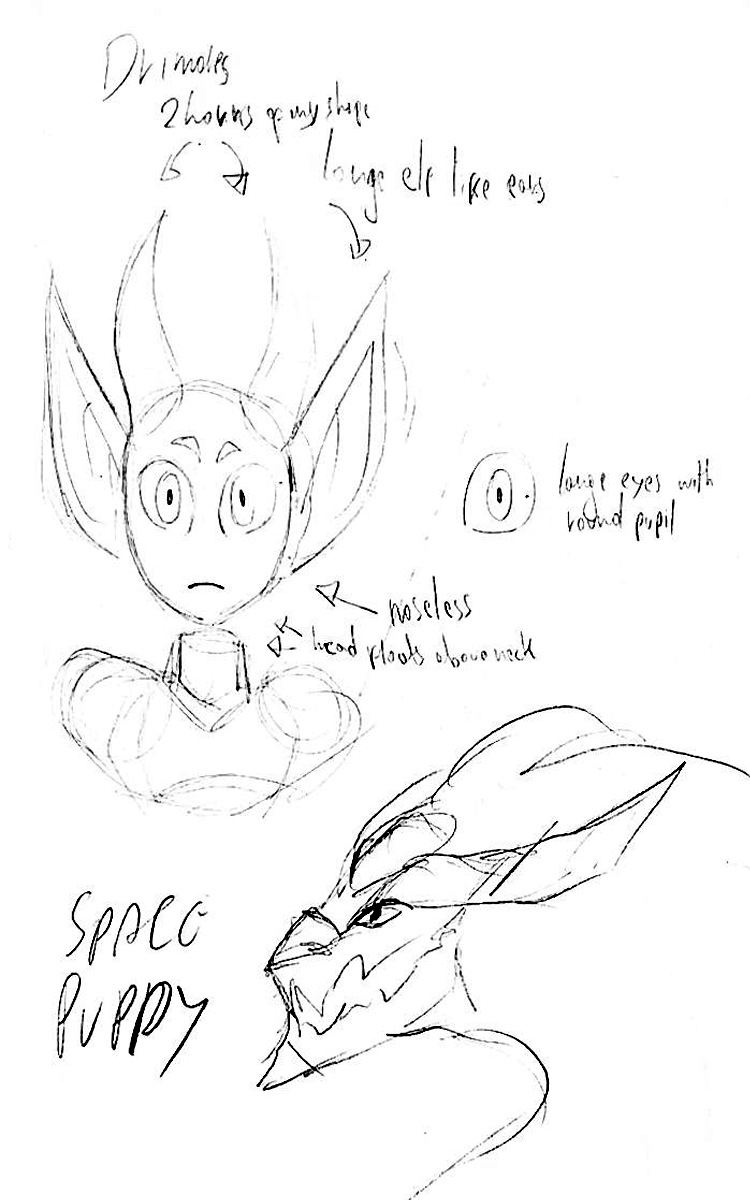 Drimoles
2 horns any shape
large elf like ears
large eyes with
round pupil
noseless
head floats above neck
SPACE
PUPPY